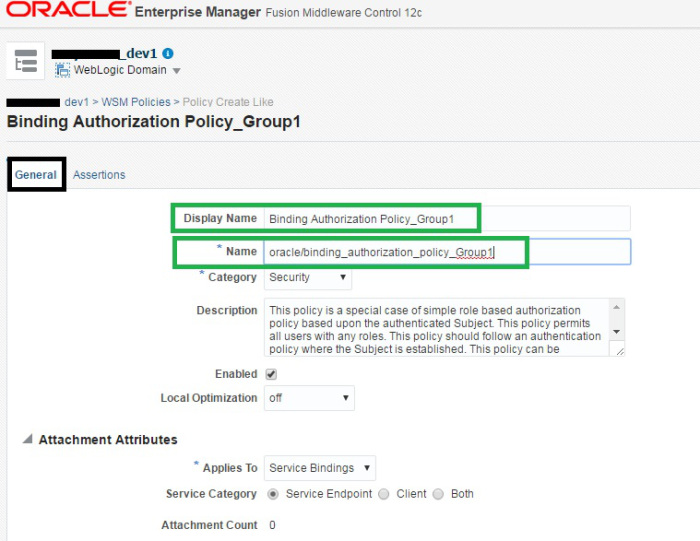 ORACLE® Enterprise Manager Fusion Middleware Control 12c
_dev1
WebLogic Domain
dev1 > WSM Policies > Policy Create Like
Binding Authorization Policy_Group1
General Assertions
Display Name Binding Authorization Policy_Group1
* Name oracle/binding_authorization_policy_Group1
* Category Security
Description This policy is a special case of simple role based authorization
policy based upon the authenticated Subject. This policy permits
all users with any roles. This policy should follow an authentication
policy where the Subject is established. This policy can be
Enabled
Local Optimization off
Attachment Attributes
* Applies To Service Bindings
Service Category Service Endpoint Client Both
Attachment Count 0